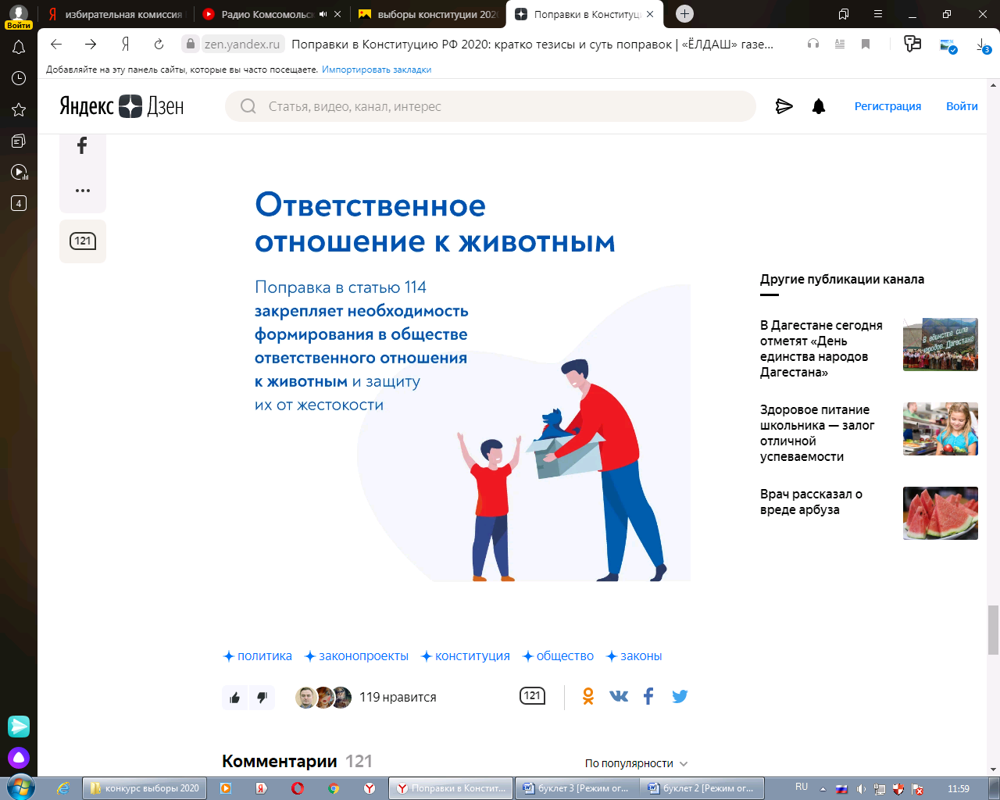 избирательная комиссия
Радио Комсомольск
выборы конституции 2020
Поправки в Конституц
Войти
zen.yandex.ru
Поправки в Конституцию РФ 2020: кратко тезисы и суть поправок | «ЁЛДАШ» газе...
3
Добавляйте на эту панель сайты, которые вы часто посещаете. Импортировать закладки
4
Яндекс Дзен
Статья, видео, канал, интерес
Регистрация
Войти
121
Ответственное
отношение к животным
Поправка в статью 114
закрепляет необходимость
формирования в обществе
ответственного отношения
к животным и защиту
их от жестокости
Другие публикации канала
В Дагестане сегодня
отметят «День
единства народов
Дагестана»
В единстве сила
народов Дагестана
Здоровое питание
школьника — залог
отличной
успеваемости
Врач рассказал о
вреде арбуза
политика
законопроекты
конституция
общество
законы
119 нравится
121
Комментарии 121
По популярности
конкурс выборы 2020
Поправки в Констит...
буклет 3 [Режим ог...
буклет 2 [Режим ог...
RU
11:59